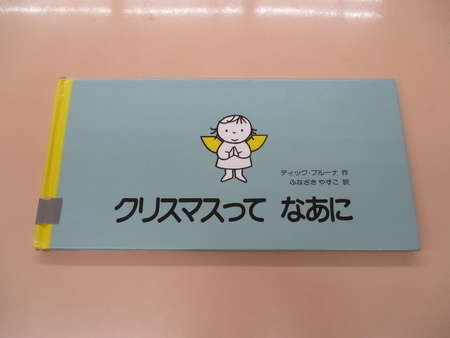 ディック・ブルーナ 作
ふなざき やすこ 訳
クリスマスって なあに